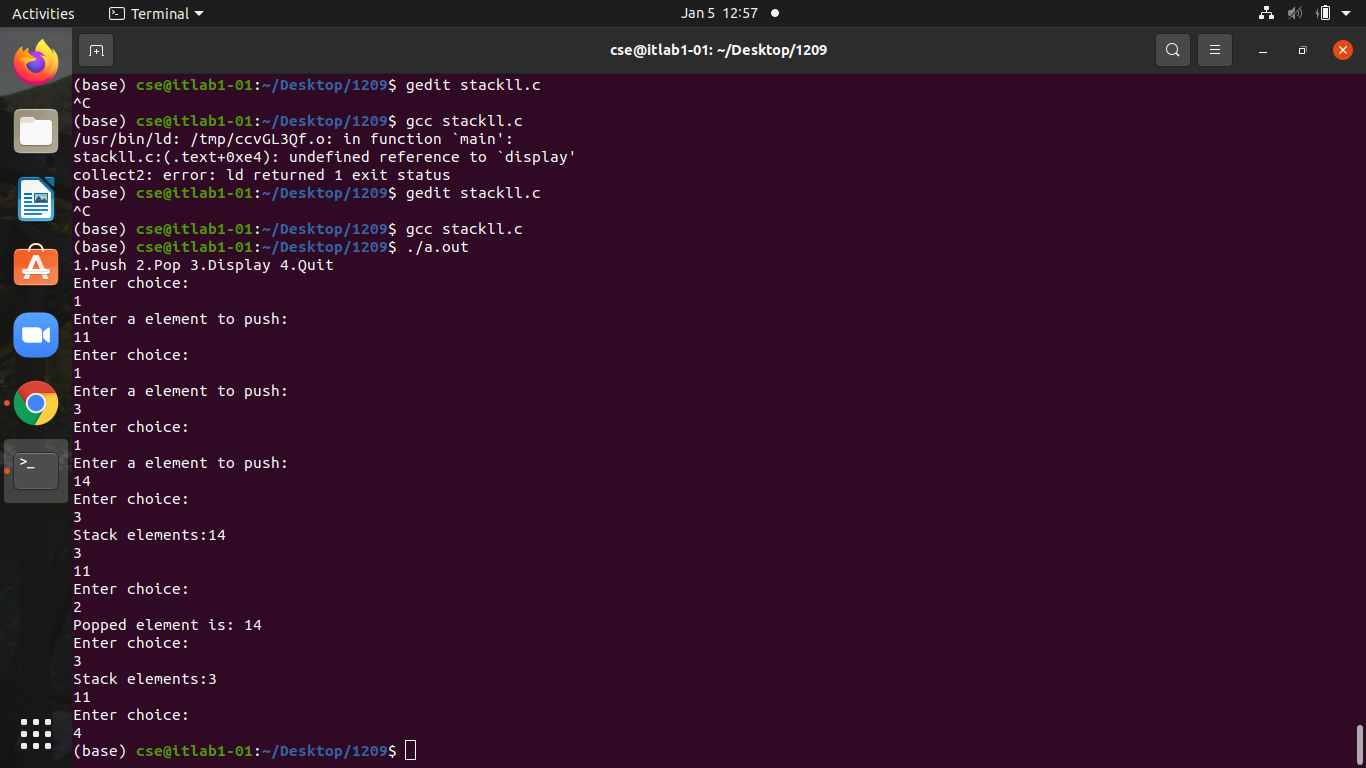 Activities
Terminal
Jan 5 12:57
cse@itlab1-01: ~/Desktop/1209
(base) cse@itlab1-01:~/Desktop/1209$ gedit stackll.c
^C
(base) cse@itlab1-01:~/Desktop/1209$ gcc stackll.c
/usr/bin/ld: /tmp/ccvGL3Qf.o: in function `main':
stackll.c:(.text+0xe4): undefined reference to `display'
collect2: error: ld returned 1 exit status
(base) cse@itlab1-01:~/Desktop/1209$ gedit stackll.c
^C
(base) cse@itlab1-01:~/Desktop/1209$ gcc stackll.c
(base) cse@itlab1-01:~/Desktop/1209$ ./a.out
1.Push 2.Pop 3.Display 4.Quit
Enter choice:
1
Enter a element to push:
11
Enter choice:
1
Enter a element to push:
3
Enter choice:
1
Enter a element to push:
14
Enter choice:
3
Stack elements:14
3
11
Enter choice:
2
Popped element is: 14
Enter choice:
3
Stack elements:3
11
Enter choice:
4
(base) cse@itlab1-01:~/Desktop/1209$